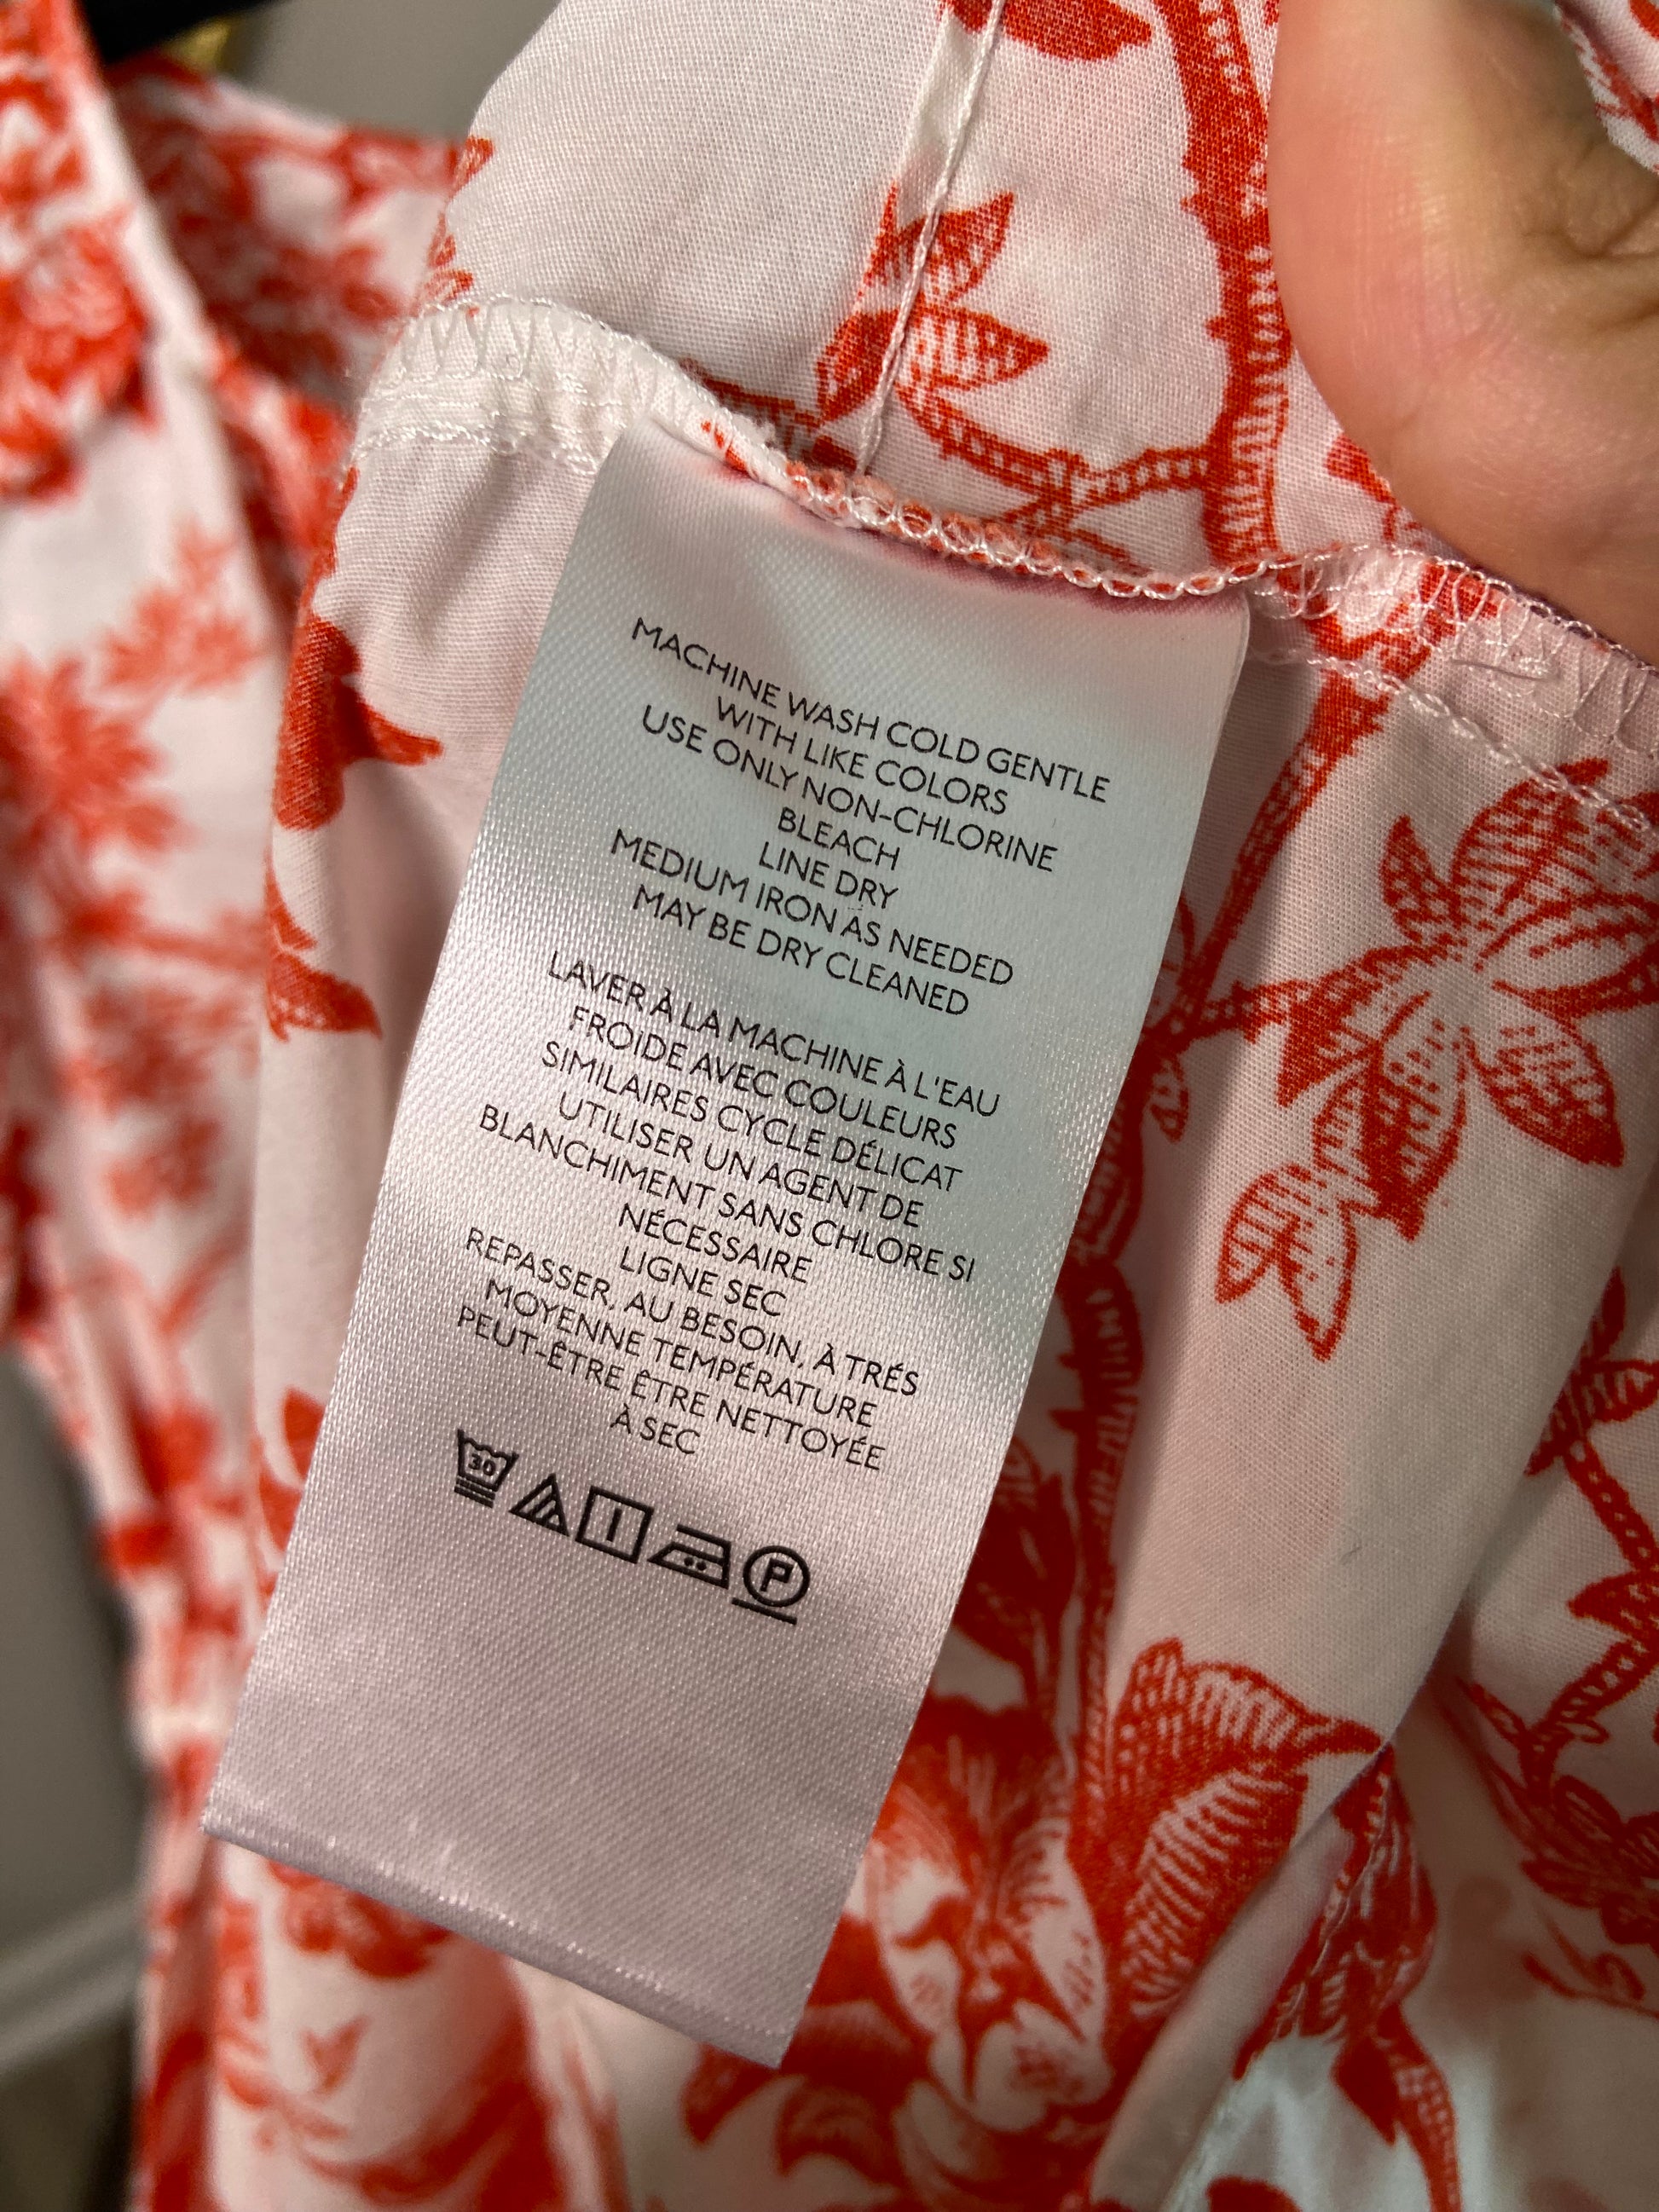 MACHINE WASH COLD GENTLE
WITH LIKE COLORS
USE ONLY NON-CHLORINE
BLEACH
LINE DRY
MEDIUM IRON AS NEEDED
MAY BE DRY CLEANED
LAVER À LA MACHINE À L'EAU
FROIDE AVEC COULEURS
SIMILAIRES CYCLE DÉLICAT
UTILISER UN AGENT DE
BLANCHIMENT SANS CHLORE SI
NÉCESSAIRE
LIGNE SEC
REPASSER, AU BESOIN, À TRÉS
MOYENNE TEMPÉRATURE
PEUT-ÊTRE ÊTRE NETTOYÉE
À SEC
30 P